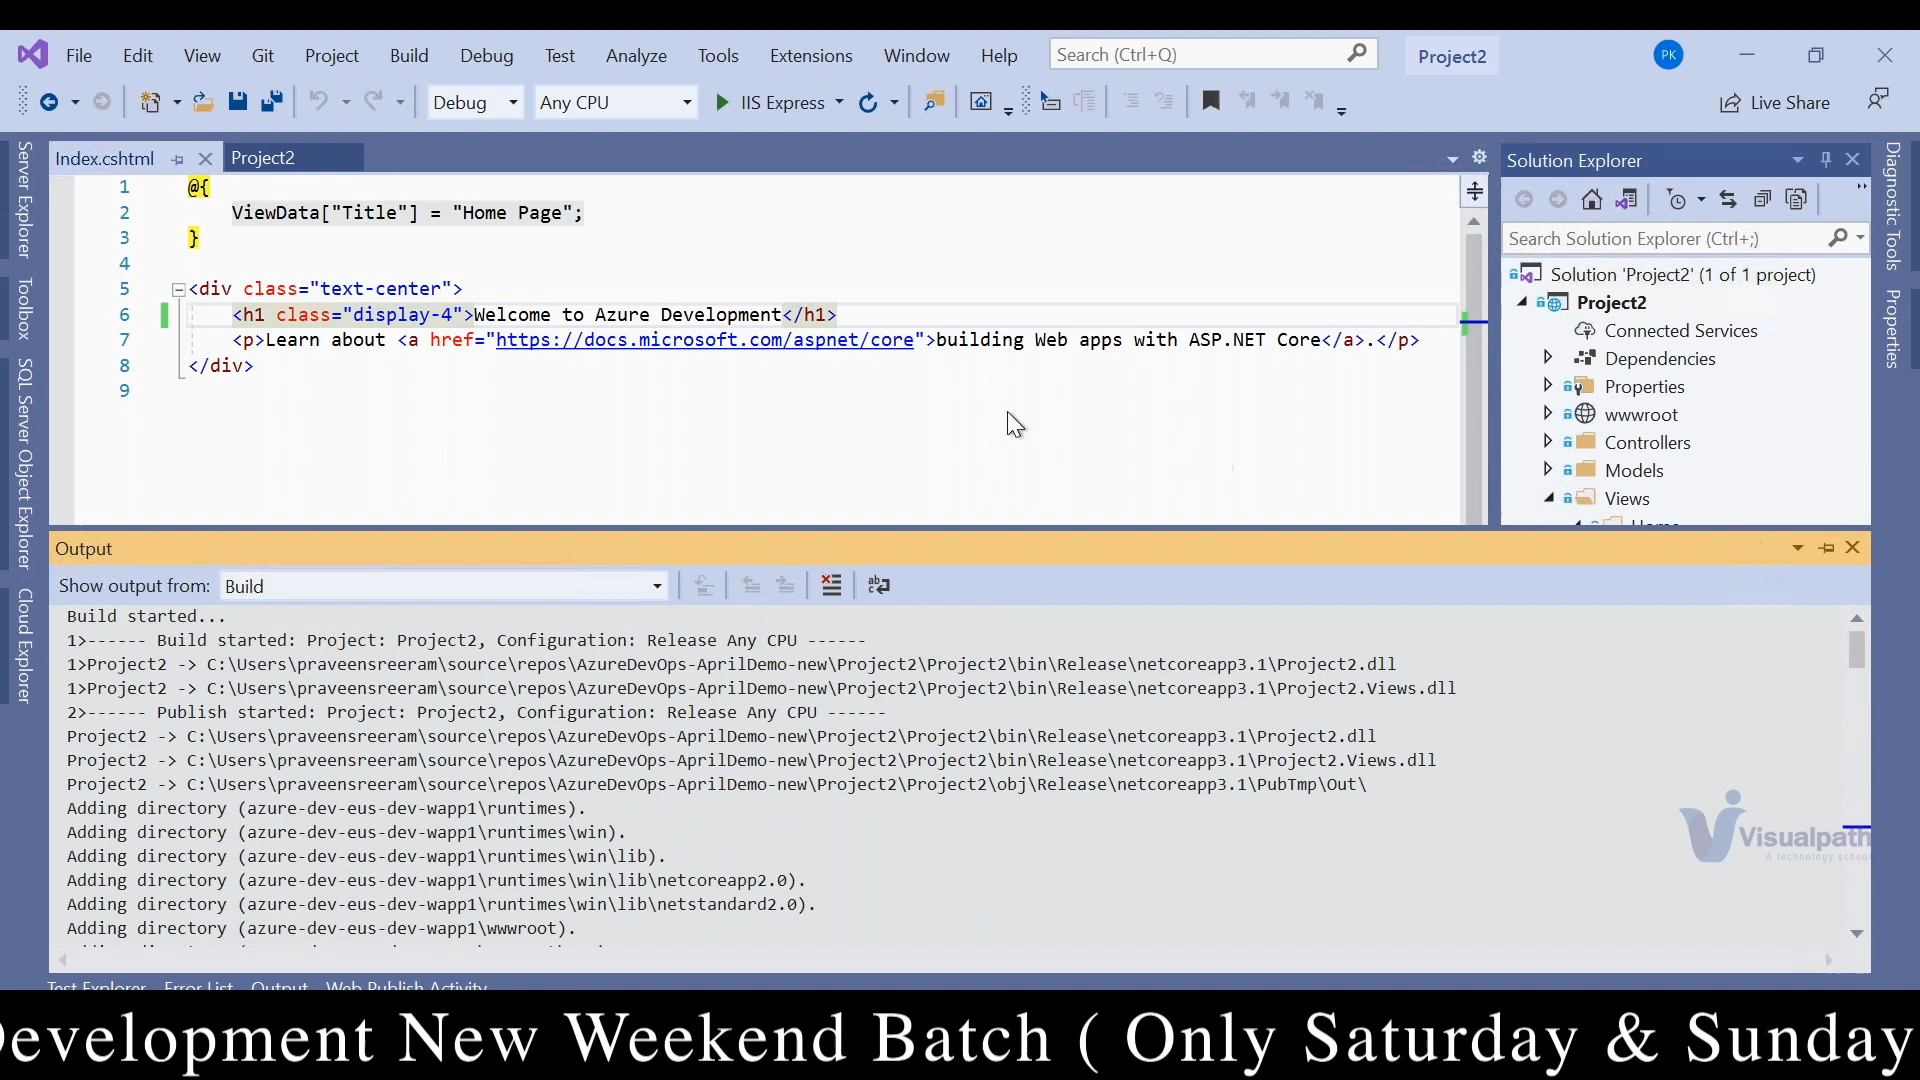 File Edit View Git Project Build Debug Test Analyze Tools Extensions Window Help Search (Ctrl+Q) Project2 PK
Debug Any CPU IIS Express Live Share
Server Explorer
Toolbox
SQL Server Object Explorer
Cloud Explorer
Index.cshtml Project2
1 @{
2 ViewData["Title"] = "Home Page";
3 }
4
5 <div class="text-center">
6 <h1 class="display-4">Welcome to Azure Development</h1>
7 <p>Learn about <a href="https://docs.microsoft.com/aspnet/core">building Web apps with ASP.NET Core</a>.</p>
8 </div>
9
Solution Explorer
Search Solution Explorer (Ctrl+;)
Solution 'Project2' (1 of 1 project)
Project2
Connected Services
Dependencies
Properties
wwwroot
Controllers
Models
Views
Diagnostic Tools
Properties
Output
Show output from: Build
Build started...
1>------ Build started: Project: Project2, Configuration: Release Any CPU ------
1>Project2 -> C:\Users\praveensreeram\source\repos\AzureDevOps-AprilDemo-new\Project2\Project2\bin\Release\netcoreapp3.1\Project2.dll
1>Project2 -> C:\Users\praveensreeram\source\repos\AzureDevOps-AprilDemo-new\Project2\Project2\bin\Release\netcoreapp3.1\Project2.Views.dll
2>------ Publish started: Project: Project2, Configuration: Release Any CPU ------
Project2 -> C:\Users\praveensreeram\source\repos\AzureDevOps-AprilDemo-new\Project2\Project2\bin\Release\netcoreapp3.1\Project2.dll
Project2 -> C:\Users\praveensreeram\source\repos\AzureDevOps-AprilDemo-new\Project2\Project2\bin\Release\netcoreapp3.1\Project2.Views.dll
Project2 -> C:\Users\praveensreeram\source\repos\AzureDevOps-AprilDemo-new\Project2\Project2\obj\Release\netcoreapp3.1\PubTmp\Out\
Adding directory (azure-dev-eus-dev-wapp1\runtimes).
Adding directory (azure-dev-eus-dev-wapp1\runtimes\win).
Adding directory (azure-dev-eus-dev-wapp1\runtimes\win\lib).
Adding directory (azure-dev-eus-dev-wapp1\runtimes\win\lib\netcoreapp2.0).
Adding directory (azure-dev-eus-dev-wapp1\runtimes\win\lib\netstandard2.0).
Adding directory (azure-dev-eus-dev-wapp1\wwwroot).
Visualpath
A technology school
Test Explorer Error List Output Web Publish Activity
Development New Weekend Batch ( Only Saturday & Sunday